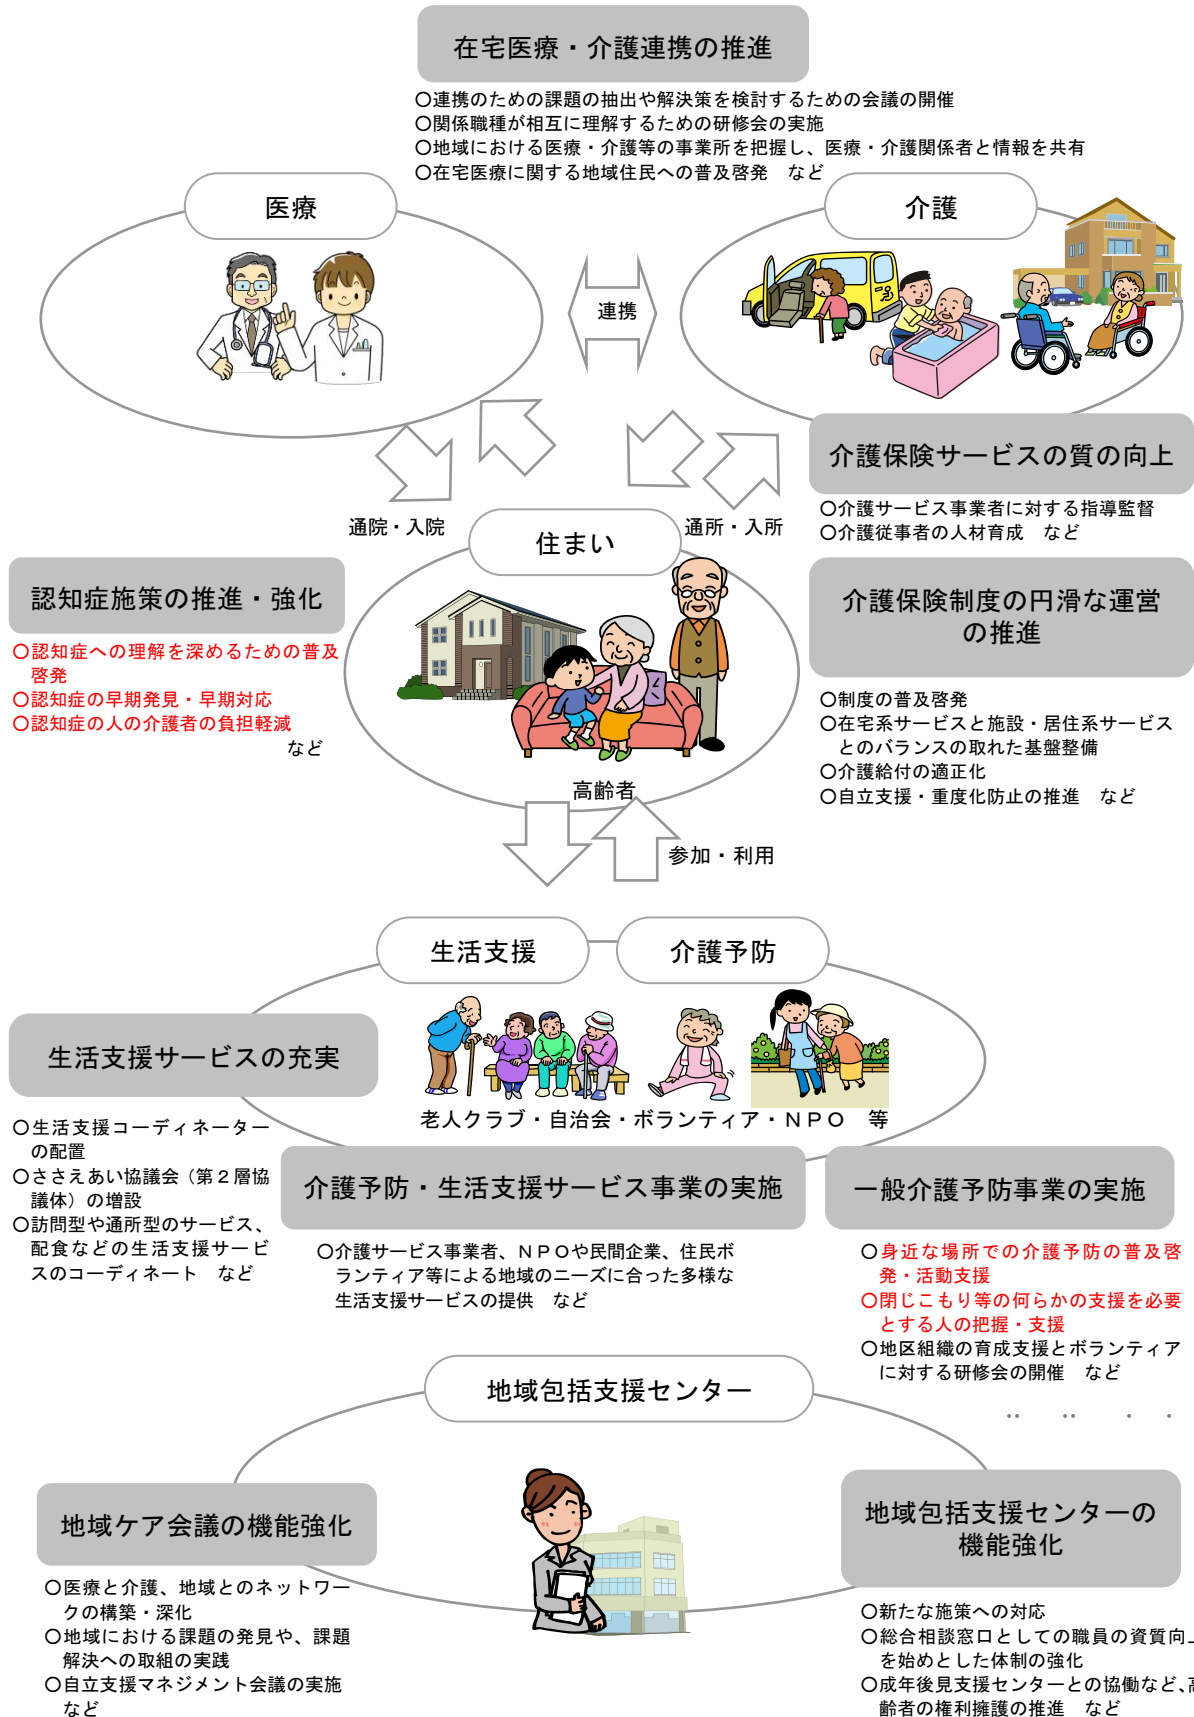 在宅医療・介護連携の推進
○連携のための課題の抽出や解決策を検討するための会議の開催
○関係職種が相互に理解するための研修会の実施
○地域における医療・介護等の事業所を把握し、医療・介護関係者と情報を共有
○在宅医療に関する地域住民への普及啓発　など
医療
介護
連携
介護保険サービスの質の向上
○介護サービス事業者に対する指導監督
○介護従事者の人材育成　など
通院・入院
通所・入所
住まい
認知症施策の推進・強化
○認知症への理解を深めるための普及
啓発
○認知症の早期発見・早期対応
○認知症の人の介護者の負担軽減
など
介護保険制度の円滑な運営
の推進
○制度の普及啓発
○在宅系サービスと施設・居住系サービス
とのバランスの取れた基盤整備
○介護給付の適正化
○自立支援・重度化防止の推進　など
高齢者
参加・利用
生活支援
介護予防
生活支援サービスの充実
○生活支援コーディネーター
の配置
○ささえあい協議会（第２層協
議体）の増設
○訪問型や通所型のサービス、
配食などの生活支援サービ
スのコーディネート　など
老人クラブ・自治会・ボランティア・ＮＰＯ　等
介護予防・生活支援サービス事業の実施
○介護サービス事業者、ＮＰＯや民間企業、住民ボ
ランティア等による地域のニーズに合った多様な
生活支援サービスの提供　など
一般介護予防事業の実施
○身近な場所での介護予防の普及啓
発・活動支援
○閉じこもり等の何らかの支援を必要
とする人の把握・支援
○地区組織の育成支援とボランティア
に対する研修会の開催　など
地域包括支援センター
地域ケア会議の機能強化
○医療と介護、地域とのネットワー
クの構築・深化
○地域における課題の発見や、課題
解決への取組の実践
○自立支援マネジメント会議の実施
など
地域包括支援センターの
機能強化
○新たな施策への対応
○総合相談窓口としての職員の資質向上
を始めとした体制の強化
○成年後見支援センターとの協働など、高
齢者の権利擁護の推進　など